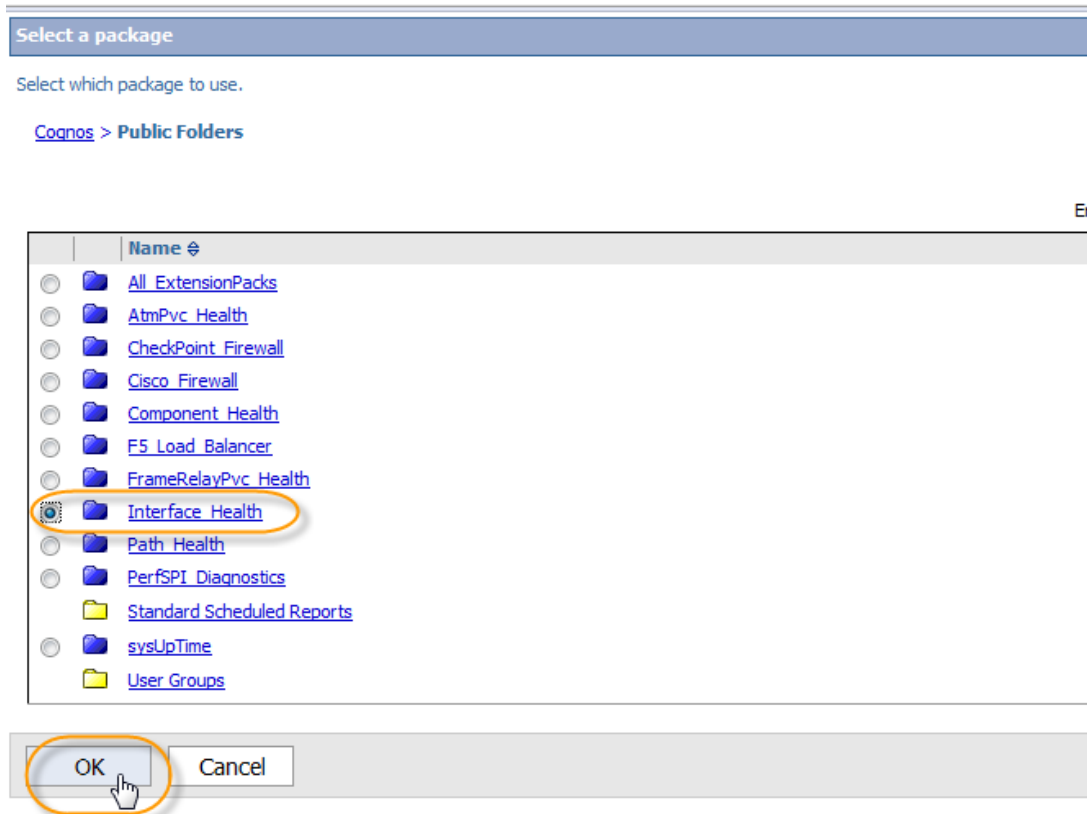 Select a package
Select which package to use.
Cognos > Public Folders
Name
All_ExtensionPacks
AtmPvc_Health
CheckPoint_Firewall
Cisco_Firewall
Component_Health
F5_Load_Balancer
FrameRelayPvc_Health
Interface_Health
Path_Health
PerfSPI_Diagnostics
Standard Scheduled Reports
sysUpTime
User Groups
OK Cancel